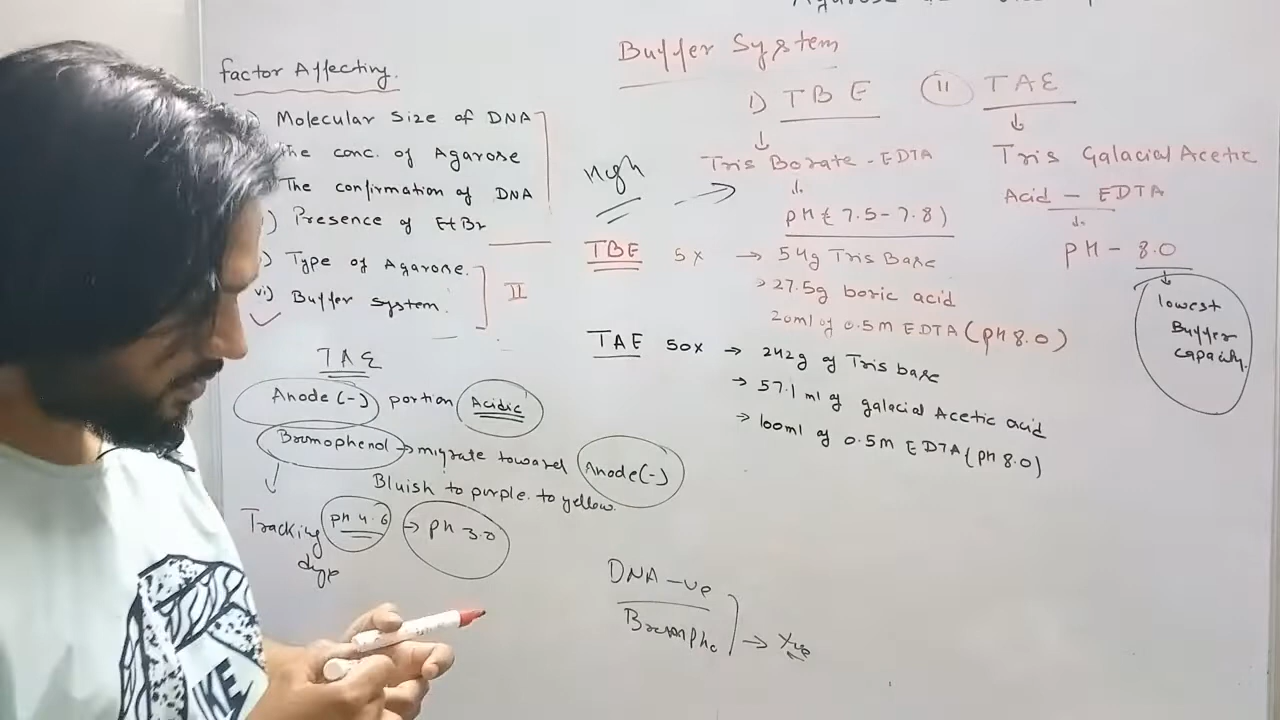 Buffer System
Factor Affecting.
Molecular Size of DNA
The conc. of Agarose
The confirmation of DNA
Presence of EtBr
Type of Agarose.
vi) Buffer system.
II
TAE
Anode (-) portion Acidic
Bromophenol → migrate toward Anode (-)
Bluish to purple. to yellow.
Tracking dye
pH 4.6 → pH 3.0
i) TBE
↓
Tris Borate - EDTA
↓
pH (7.5 - 7.8)
High
ii TAE
↓
Tris Galacial Acetic
Acid - EDTA
↓
pH - 8.0
↓
lowest
Buffer
capacity.
TBE 5x → 54g Tris Base
→ 27.5g boric acid
20ml of 0.5M EDTA (pH 8.0)
TAE 50x → 242g of Tris base
→ 57.1 ml of galacial Acetic acid
→ 100ml of 0.5M EDTA (pH 8.0)
DNA -ve
→ +ve
IKE